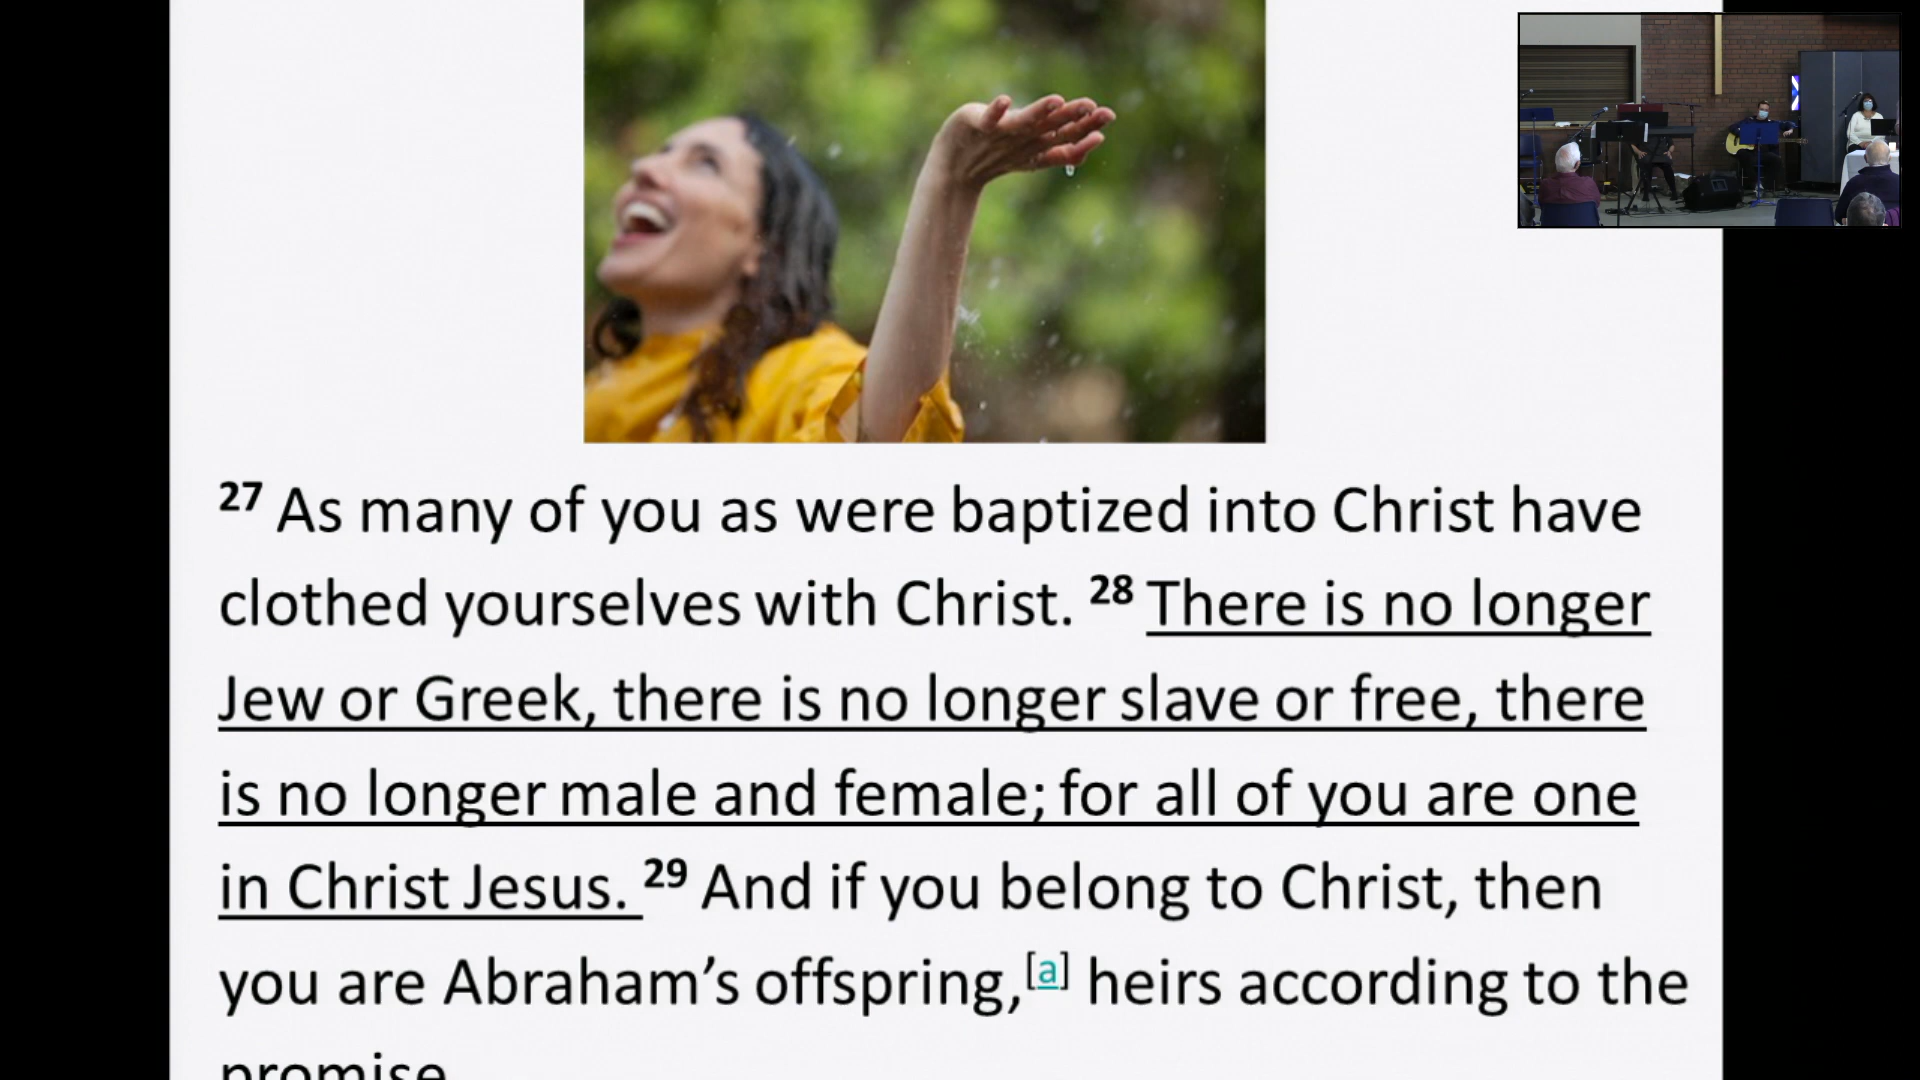 27 As many of you as were baptized into Christ have
clothed yourselves with Christ. 28 There is no longer
Jew or Greek, there is no longer slave or free, there
is no longer male and female; for all of you are one
in Christ Jesus. 29 And if you belong to Christ, then
you are Abraham’s offspring,[a] heirs according to the
promise